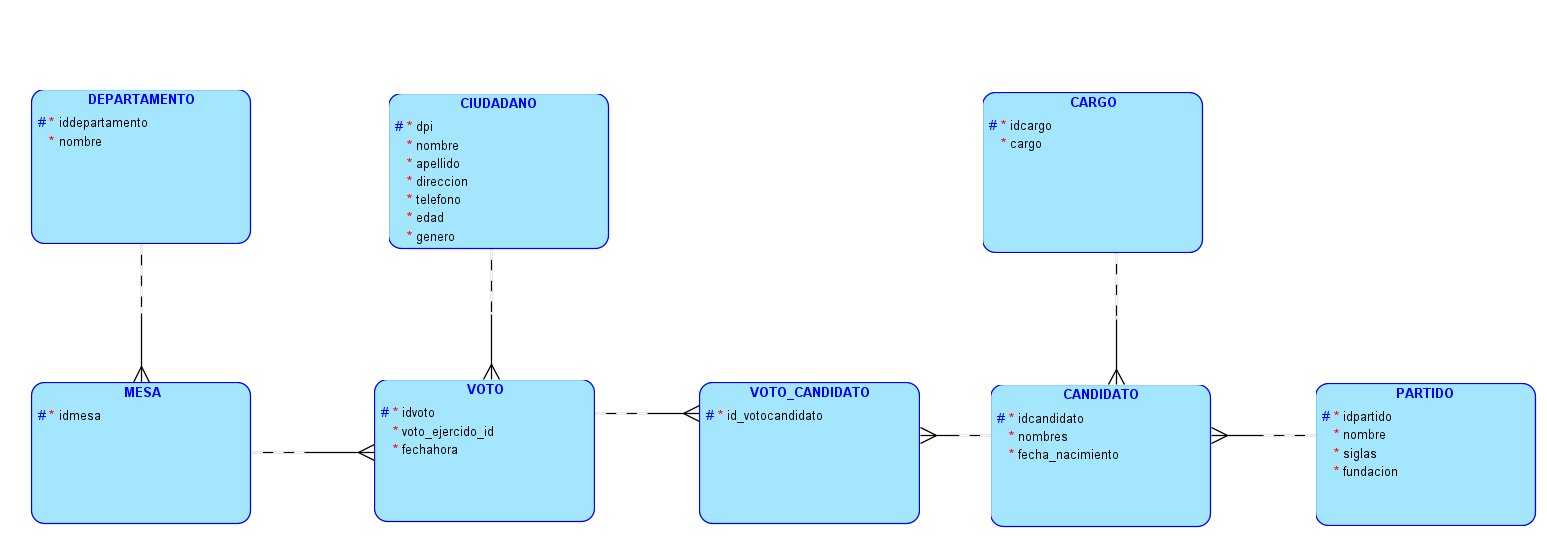 DEPARTAMENTO
#* iddepartamento
* nombre
CIUDADANO
#* dpi
* nombre
* apellido
* direccion
* telefono
* edad
* genero
CARGO
#* idcargo
* cargo
MESA
#* idmesa
VOTO
#* idvoto
* voto_ejercido_id
* fechahora
VOTO_CANDIDATO
#* id_votocandidato
CANDIDATO
#* idcandidato
* nombres
* fecha_nacimiento
PARTIDO
#* idpartido
* nombre
* siglas
* fundacion